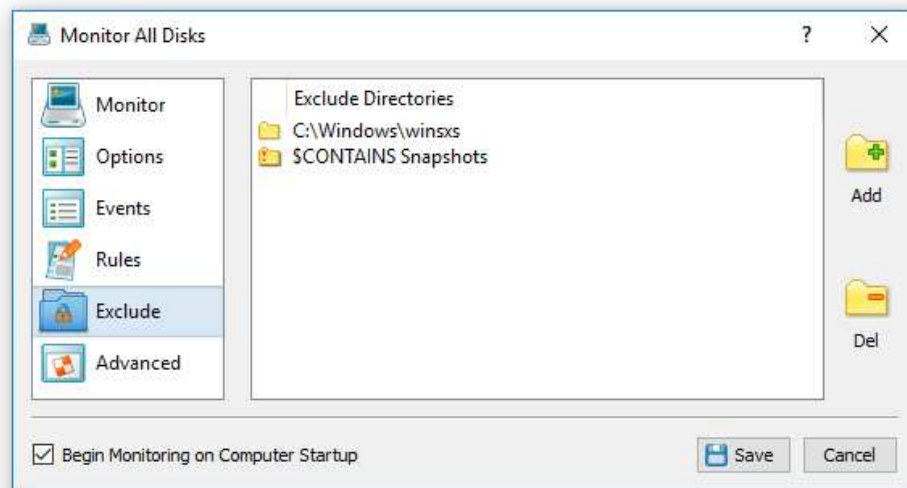 Monitor All Disks
?
Monitor
Options
Events
Rules
Exclude
Advanced
Exclude Directories
C:\Windows\winsxs
$CONTAINS Snapshots
Add
Del
Begin Monitoring on Computer Startup
Save
Cancel